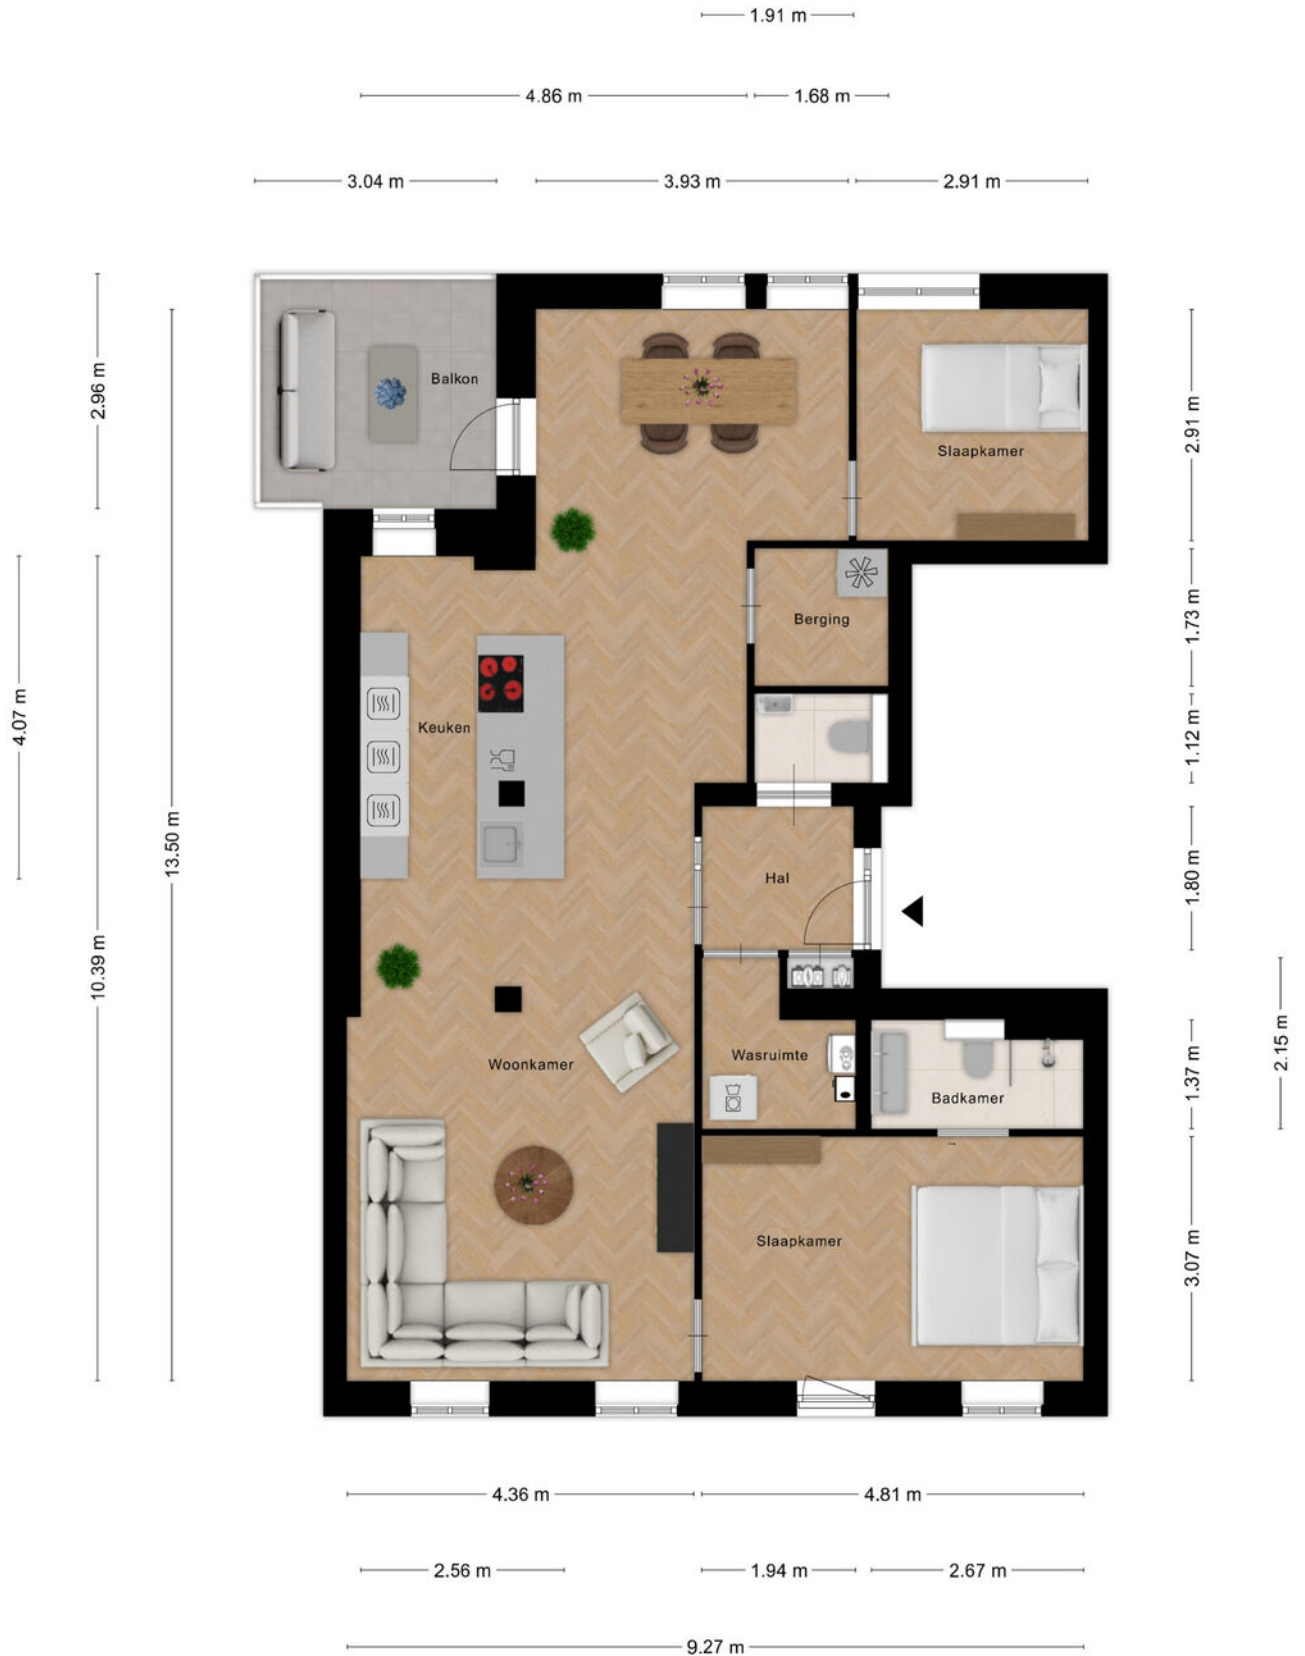 1.91 m
4.86 m
1.68 m
3.04 m
3.93 m
2.91 m
2.96 m
Balkon
2.91 m
Slaapkamer
1.73 m
Berging
4.07 m
Keuken
1.12 m
13.50 m
Hal
1.80 m
10.39 m
Woonkamer
Wasruimte
1.37 m
2.15 m
Badkamer
Slaapkamer
3.07 m
4.36 m
4.81 m
2.56 m
1.94 m
2.67 m
9.27 m